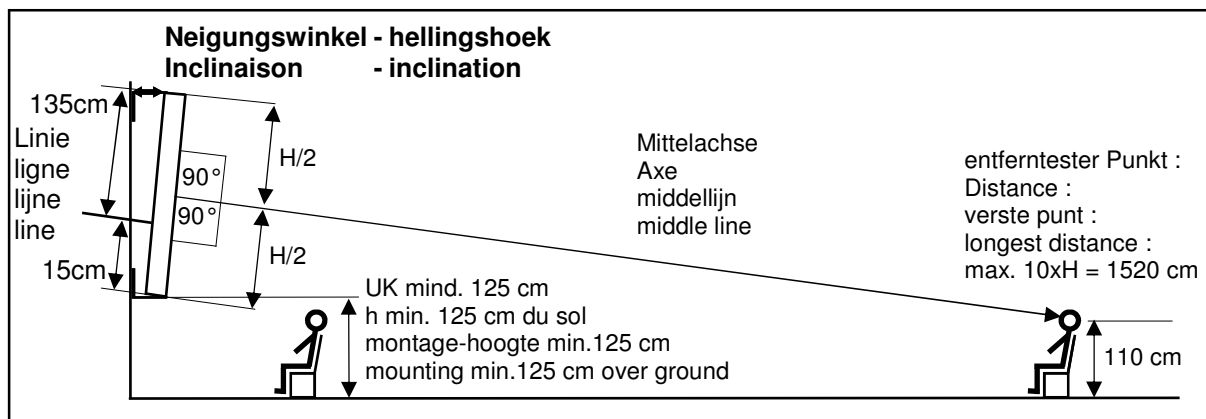 Neigungswinkel - hellingshoek
Inclinaison - inclination
135cm
Linie
ligne
lijne
line
15cm
H/2
90°
90°
H/2
Mittelachse
Axe
middellijn
middle line
entferntester Punkt :
Distance :
verste punt :
longest distance :
max. 10xH = 1520 cm
UK mind. 125 cm
h min. 125 cm du sol
montage-hoogte min.125 cm
mounting min.125 cm over ground
110 cm